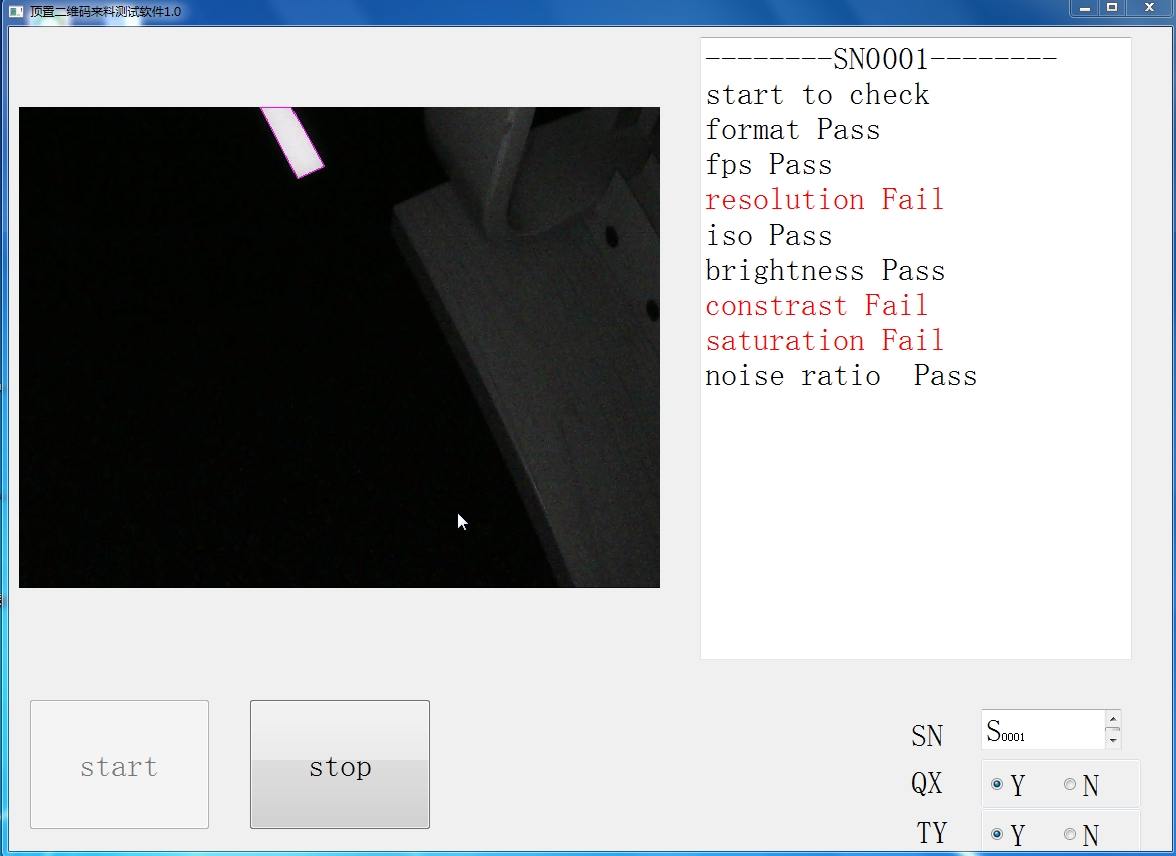 顶置二维码来料测试软件1.0
--------SN0001--------
start to check
format Pass
fps Pass
resolution Fail
iso Pass
brightness Pass
constrast Fail
saturation Fail
noise ratio  Pass
start
stop
SN S0001
QX Y N
TY Y N